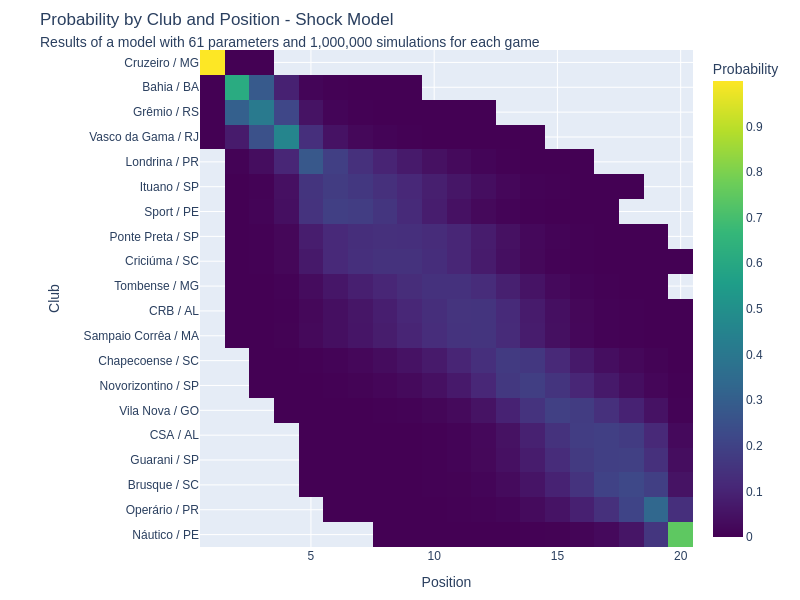 Probability by Club and Position - Shock Model
Results of a model with 61 parameters and 1,000,000 simulations for each game
Probability
Club
Cruzeiro / MG
Bahia / BA
Grêmio / RS
Vasco da Gama / RJ
Londrina / PR
Ituano / SP
Sport / PE
Ponte Preta / SP
Criciúma / SC
Tombense / MG
CRB / AL
Sampaio Corrêa / MA
Chapecoense / SC
Novorizontino / SP
Vila Nova / GO
CSA / AL
Guarani / SP
Brusque / SC
Operário / PR
Náutico / PE
5
10
15
20
Position
0.9
0.8
0.7
0.6
0.5
0.4
0.3
0.2
0.1
0